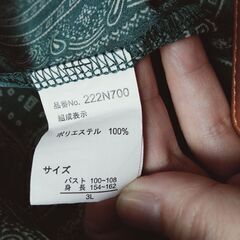 品番No. 222N700
組成表示
ポリエステル 100%
サイズ
バスト 100~108
身長 154~162
3L